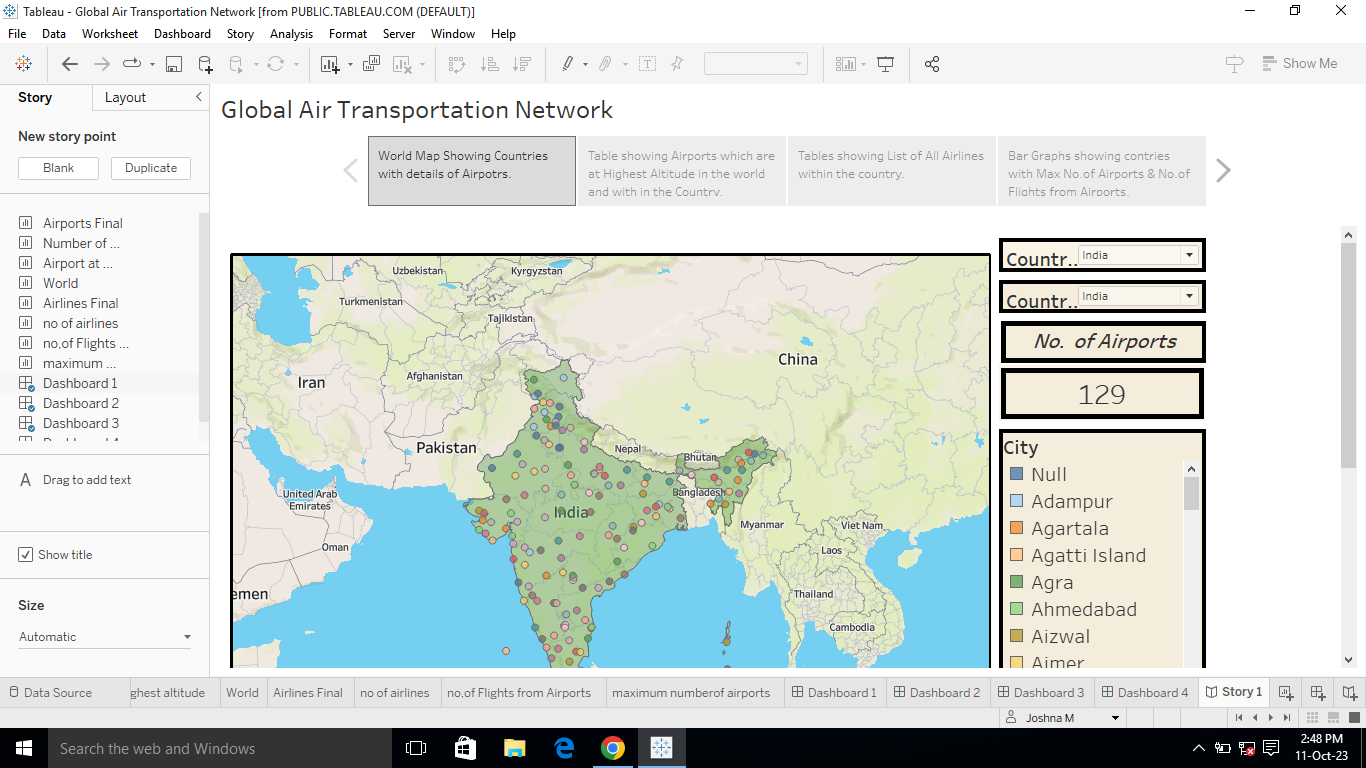 Tableau - Global Air Transportation Network [from PUBLIC.TABLEAU.COM (DEFAULT)]
File Data Worksheet Dashboard Story Analysis Format Server Window Help
Show Me
Story
Layout
New story point
Blank
Duplicate
Airports Final
Number of ...
Airport at ...
World
Airlines Final
no of airlines
no.of Flights ...
maximum ...
Dashboard 1
Dashboard 2
Dashboard 3
A Drag to add text
Show title
Size
Automatic
Global Air Transportation Network
World Map Showing Countries
with details of Airpotrs.
Table showing Airports which are
at Highest Altitude in the world
and with in the Country.
Tables showing List of All Airlines
within the country.
Bar Graphs showing contries
with Max No.of Airports & No.of
Flights from Airports.
Uzbekistan
Kyrgyzstan
Turkmenistan
Tajikistan
China
Afghanistan
Iran
Pakistan
Nepal
Bhutan
United Arab
Emirates
Bangladesh
India
Myanmar
Viet Nam
Oman
Laos
emen
Thailand
Cambodia
Countr.. India
Countr.. India
No. of Airports
129
City
Null
Adampur
Agartala
Agatti Island
Agra
Ahmedabad
Aizwal
Ajmer
Data Source
ghest altitude
World
Airlines Final
no of airlines
no.of Flights from Airports
maximum numberof airports
Dashboard 1
Dashboard 2
Dashboard 3
Dashboard 4
Story 1
Joshna M
Search the web and Windows
2:48 PM
11-Oct-23